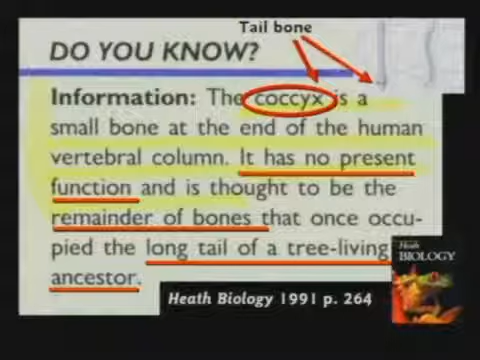 Tail bone
DO YOU KNOW?
Information: The coccyx is a
small bone at the end of the human
vertebral column. It has no present
function and is thought to be the
remainder of bones that once occu-
pied the long tail of a tree-living
ancestor.
Heath
BIOLOGY
Heath Biology 1991 p. 264